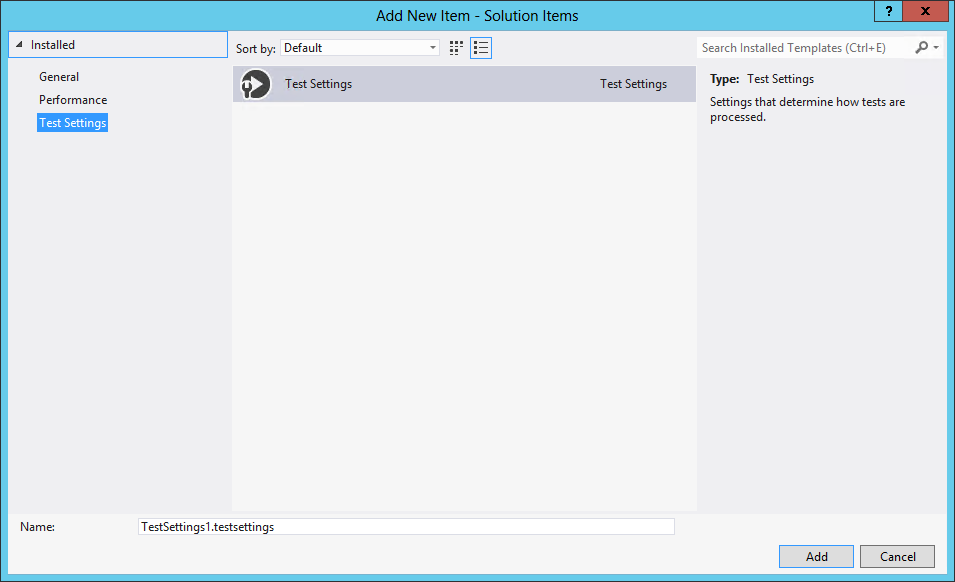 Add New Item - Solution Items
?
x
Installed
General
Performance
Test Settings
Sort by: Default
Test Settings Test Settings
Search Installed Templates (Ctrl+E)
Type: Test Settings
Settings that determine how tests are
processed.
Name: TestSettings1.testsettings
Add Cancel